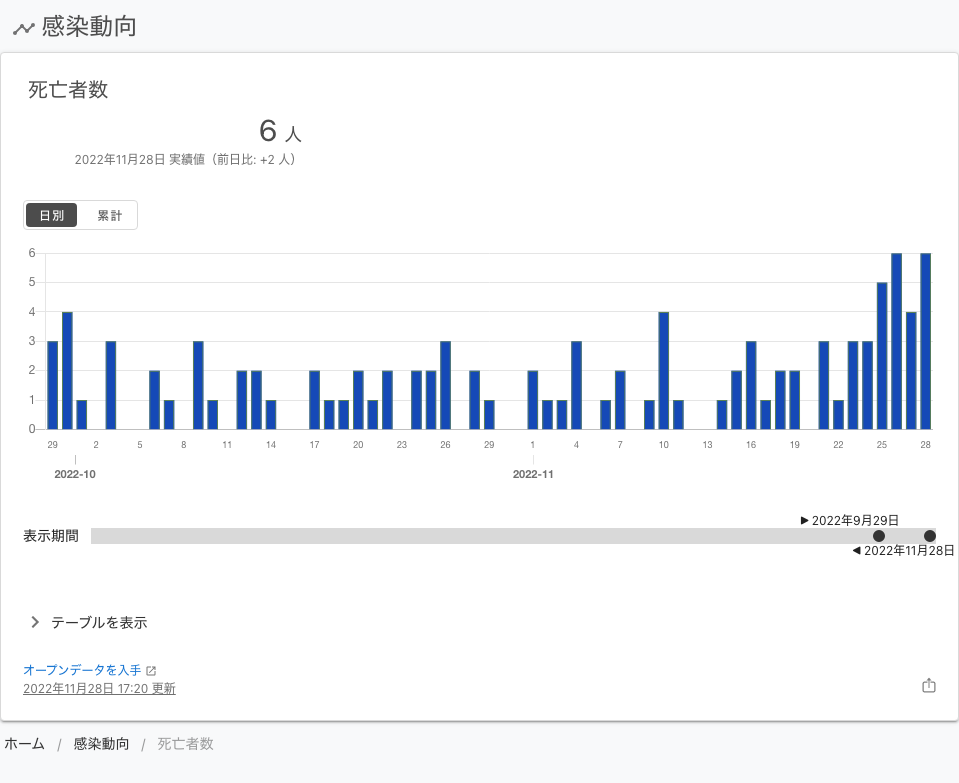 感染動向
死亡者数
6 人
2022年11月28日 実績値（前日比: +2 人）
日別 累計
6
5
4
3
2
1
0
29 2 5 8 11 14 17 20 23 26 29 1 4 7 10 13 16 19 22 25 28
2022-10 2022-11
▶ 2022年9月29日
表示期間
◀ 2022年11月28日
テーブルを表示
オープンデータを入手
2022年11月28日 17:20 更新
ホーム / 感染動向 / 死亡者数